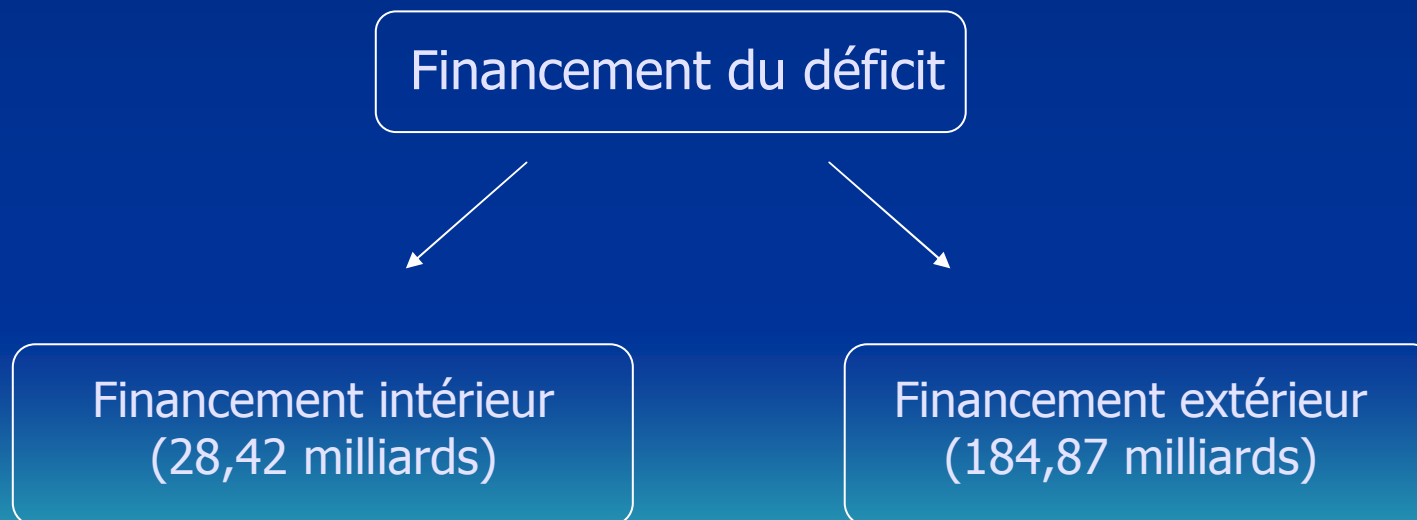 Financement du déficit
Financement intérieur
(28,42 milliards)
Financement extérieur
(184,87 milliards)